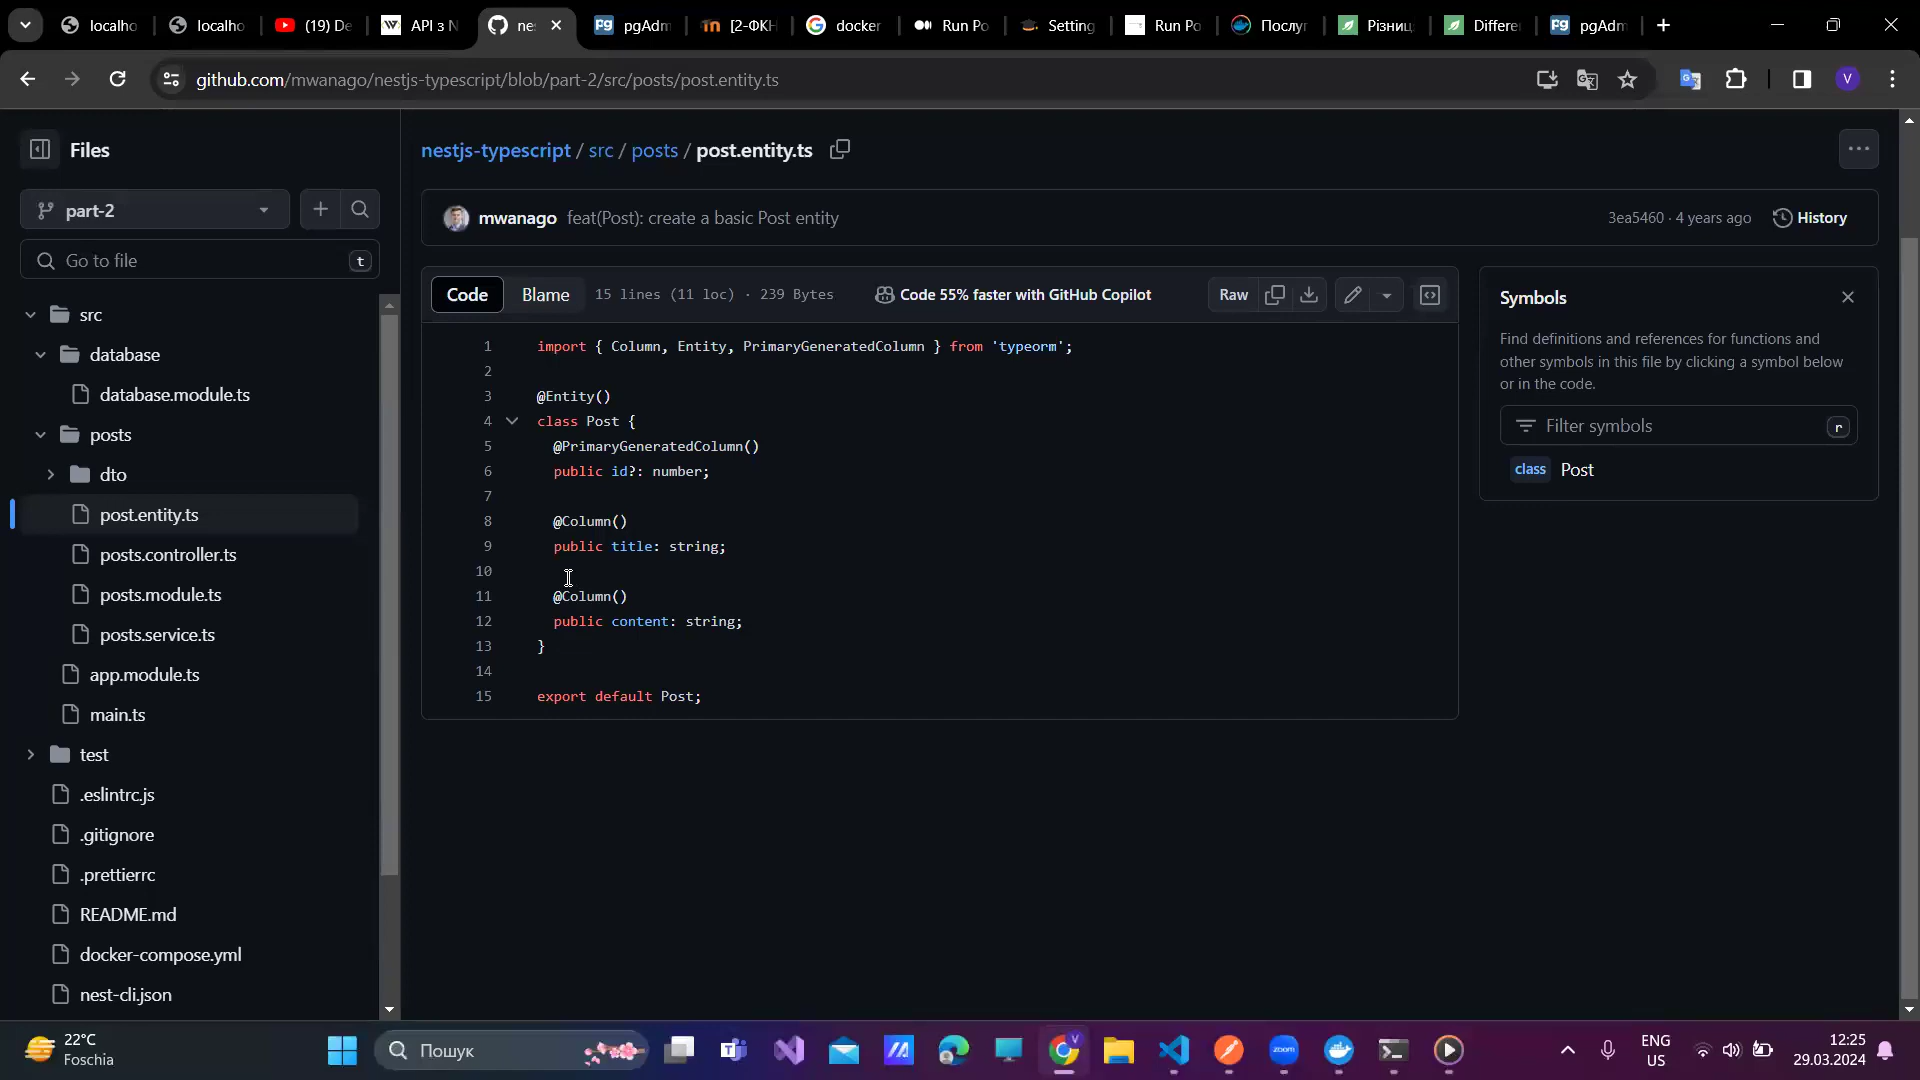 localho
localho
(19) De
API з N
nes
pgAdm
[2-ФКН
docker
Run Po
Setting
Run Po
Послуг
Різниц
Differe
pgAdm
github.com/mwanago/nestjs-typescript/blob/part-2/src/posts/post.entity.ts
V
Files
part-2
Go to file
t
src
database
database.module.ts
posts
dto
post.entity.ts
posts.controller.ts
posts.module.ts
posts.service.ts
app.module.ts
main.ts
test
.eslintrc.js
.gitignore
.prettierrc
README.md
docker-compose.yml
nest-cli.json
nestjs-typescript / src / posts / post.entity.ts
mwanago feat(Post): create a basic Post entity
3ea5460 · 4 years ago
History
Code
Blame
15 lines (11 loc) · 239 Bytes
Code 55% faster with GitHub Copilot
Raw
1 import { Column, Entity, PrimaryGeneratedColumn } from 'typeorm';
2
3 @Entity()
4 class Post {
5 @PrimaryGeneratedColumn()
6 public id?: number;
7
8 @Column()
9 public title: string;
10
11 @Column()
12 public content: string;
13 }
14
15 export default Post;
Symbols
Find definitions and references for functions and
other symbols in this file by clicking a symbol below
or in the code.
Filter symbols
r
class Post
22°C
Foschia
Пошук
V
zoom
ENG
US
12:25
29.03.2024